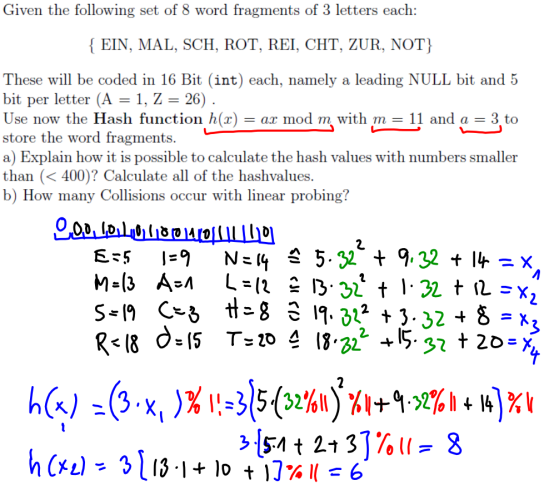 Given the following set of 8 word fragments of 3 letters each:
{ EIN, MAL, SCH, ROT, REI, CHT, ZUR, NOT}
These will be coded in 16 Bit (int) each, namely a leading NULL bit and 5
bit per letter (A = 1, Z = 26) .
Use now the Hash function h(x) = ax mod m with m = 11 and a = 3 to
store the word fragments.
a) Explain how it is possible to calculate the hash values with numbers smaller
than (< 400)? Calculate all of the hashvalues.
b) How many Collisions occur with linear probing?
E=5 I=9 N=14 ≙ 5·32² + 9·32 + 14 = x₁
M=13 A=1 L=12 ≙ 13·32² + 1·32 + 12 = x₂
S=19 C=3 H=8 ≙ 19·32² + 3·32 + 8 = x₃
R=18 O=15 T=20 ≙ 18·32² + 15·32 + 20 = x₄
h(x₁) = (3·x₁)%11 = 3[5·(32%11)²%11 + 9·32%11 + 14]%11
3·[5·1 + 2 + 3]%11 = 8
h(x₂) = 3[13·1 + 10 + 1]%11 = 6